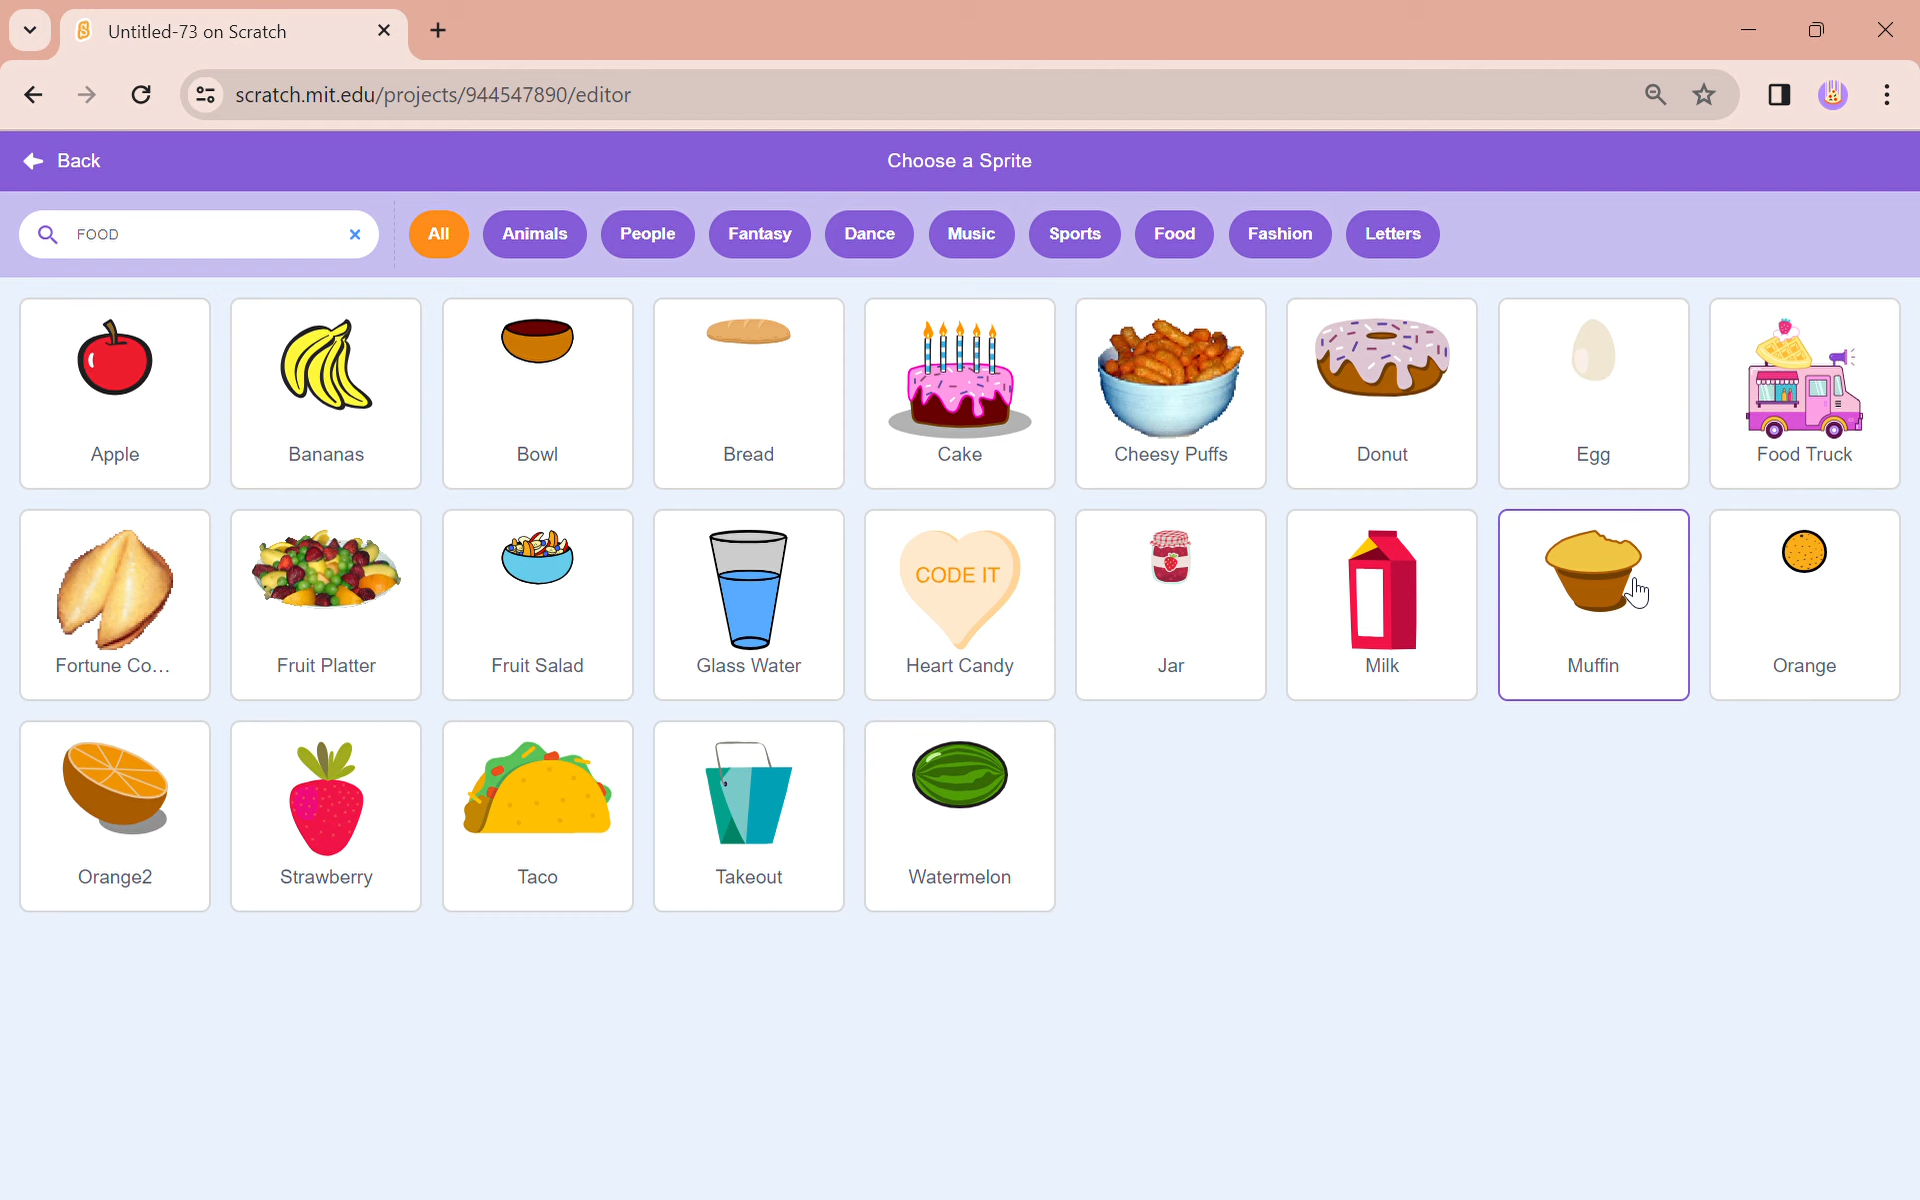 Untitled-73 on Scratch
scratch.mit.edu/projects/944547890/editor
Back
Choose a Sprite
FOOD
All
Animals
People
Fantasy
Dance
Music
Sports
Food
Fashion
Letters
Apple
Bananas
Bowl
Bread
Cake
Cheesy Puffs
Donut
Egg
Food Truck
CODE IT
Fortune Co...
Fruit Platter
Fruit Salad
Glass Water
Heart Candy
Jar
Milk
Muffin
Orange
Orange2
Strawberry
Taco
Takeout
Watermelon